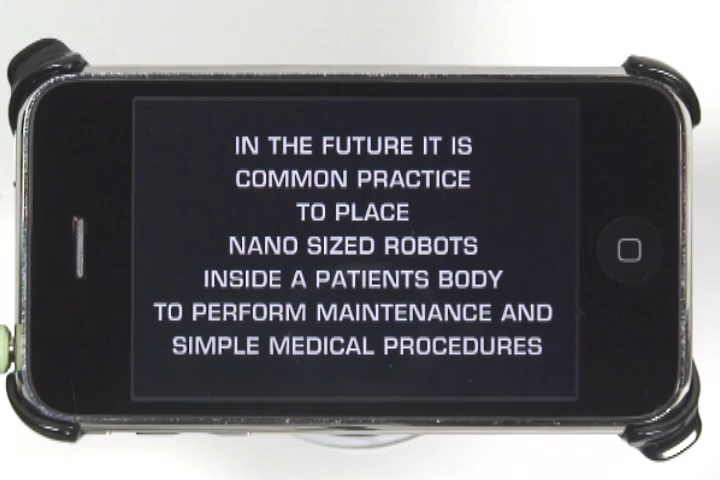 IN THE FUTURE IT IS
COMMON PRACTICE
TO PLACE
NANO SIZED ROBOTS
INSIDE A PATIENTS BODY
TO PERFORM MAINTENANCE AND
SIMPLE MEDICAL PROCEDURES